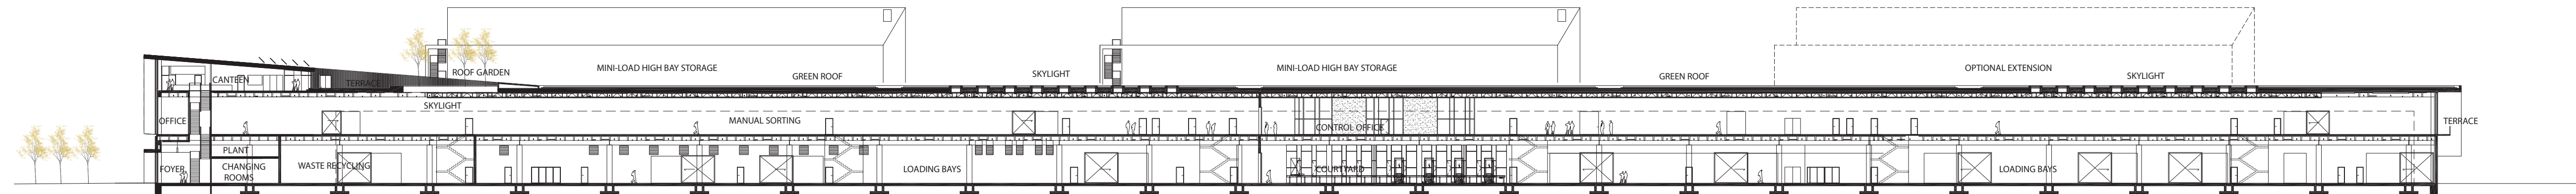 MINI-LOAD HIGH BAY STORAGE
MINI-LOAD HIGH BAY STORAGE
OPTIONAL EXTENSION
ROOF GARDEN
SKYLIGHT
GREEN ROOF
GREEN ROOF
SKYLIGHT
CANTEEN
TERRACE
SKYLIGHT
OFFICE
MANUAL SORTING
CONTROL OFFICE
TERRACE
PLANT
FOYER
CHANGING
ROOMS
WASTE RECYCLING
LOADING BAYS
COURTYARD
LOADING BAYS